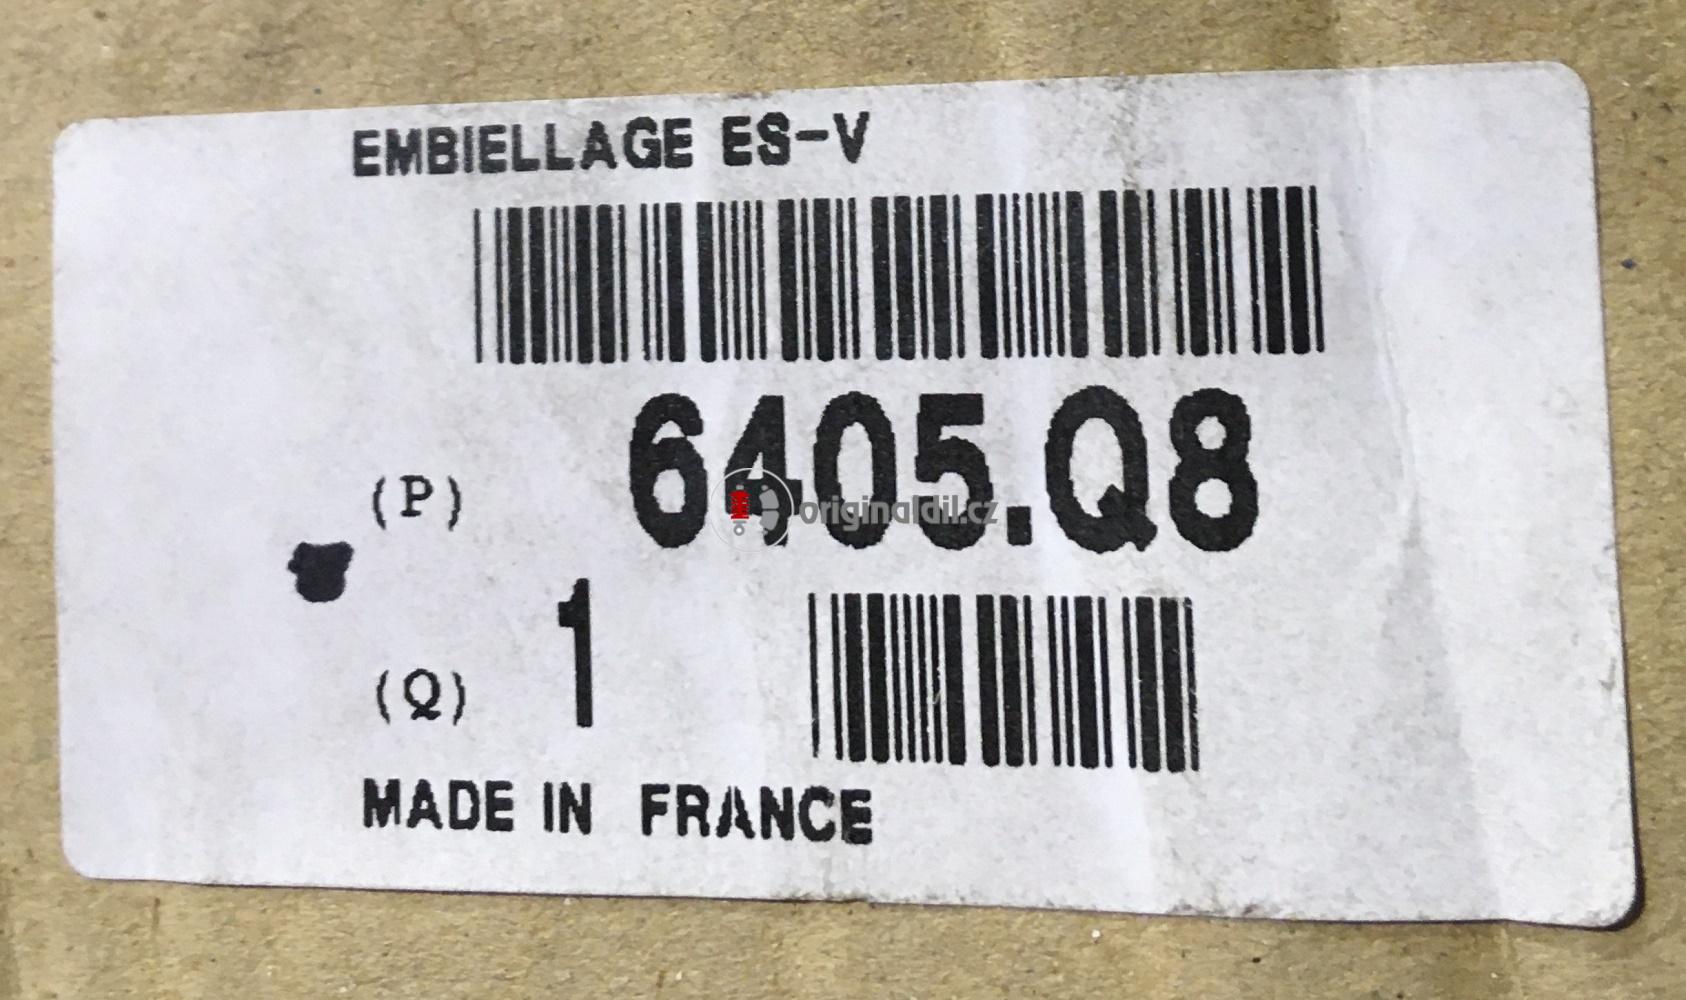 EMBIELLAGE ES-V
(P) 6405.Q8
originaldil.cz
(Q) 1
MADE IN FRANCE